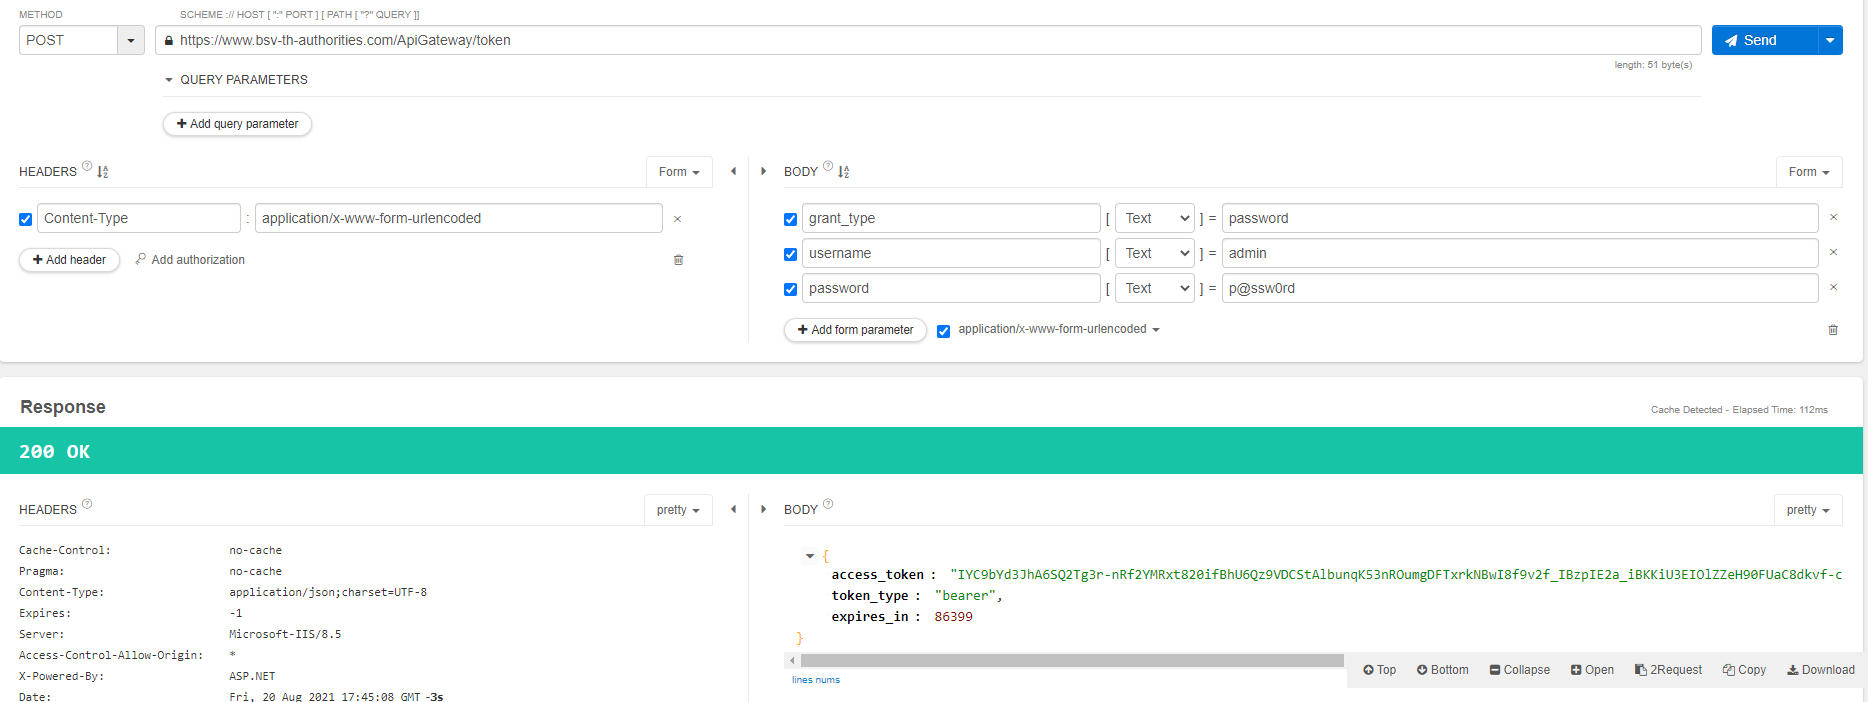 METHOD
SCHEME :// HOST [ ":" PORT ] [ PATH [ "?" QUERY ]]
POST
https://www.bsv-th-authorities.com/ApiGateway/token
Send
length: 51 byte(s)
QUERY PARAMETERS
Add query parameter
HEADERS
Form
Content-Type : application/x-www-form-urlencoded
Add header
Add authorization
BODY
Form
grant_type [ Text ] = password
username [ Text ] = admin
password [ Text ] = p@ssw0rd
Add form parameter
application/x-www-form-urlencoded
Response
Cache Detected - Elapsed Time: 112ms
200 OK
HEADERS
pretty
Cache-Control: no-cache
Pragma: no-cache
Content-Type: application/json;charset=UTF-8
Expires: -1
Server: Microsoft-IIS/8.5
Access-Control-Allow-Origin: *
X-Powered-By: ASP.NET
Date: Fri, 20 Aug 2021 17:45:08 GMT -3s
BODY
pretty
{
access_token : "IYC9bYd3JhA6SQ2Tg3r-nRf2YMRxt820ifBhU6Qz9VDCStAlbunqK53nROumgDFTxrkNBwI8f9v2f_IBzpIE2a_iBKKiU3EIOlZZeH90FUaC8dkvf-c
token_type : "bearer",
expires_in : 86399
}
lines nums
Top
Bottom
Collapse
Open
2Request
Copy
Download